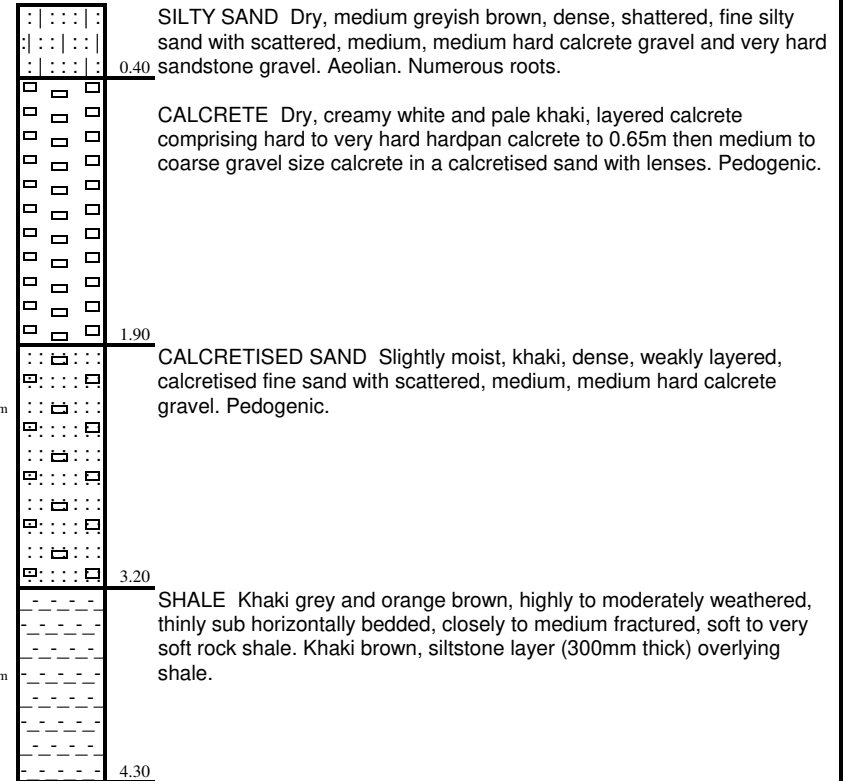 SILTY SAND Dry, medium greyish brown, dense, shattered, fine silty
sand with scattered, medium, medium hard calcrete gravel and very hard
0.40 sandstone gravel. Aeolian. Numerous roots.
CALCRETE Dry, creamy white and pale khaki, layered calcrete
comprising hard to very hard hardpan calcrete to 0.65m then medium to
coarse gravel size calcrete in a calcretised sand with lenses. Pedogenic.
1.90
CALCRETISED SAND Slightly moist, khaki, dense, weakly layered,
calcretised fine sand with scattered, medium, medium hard calcrete
m gravel. Pedogenic.
3.20
SHALE Khaki grey and orange brown, highly to moderately weathered,
thinly sub horizontally bedded, closely to medium fractured, soft to very
soft rock shale. Khaki brown, siltstone layer (300mm thick) overlying
m shale.
4.30